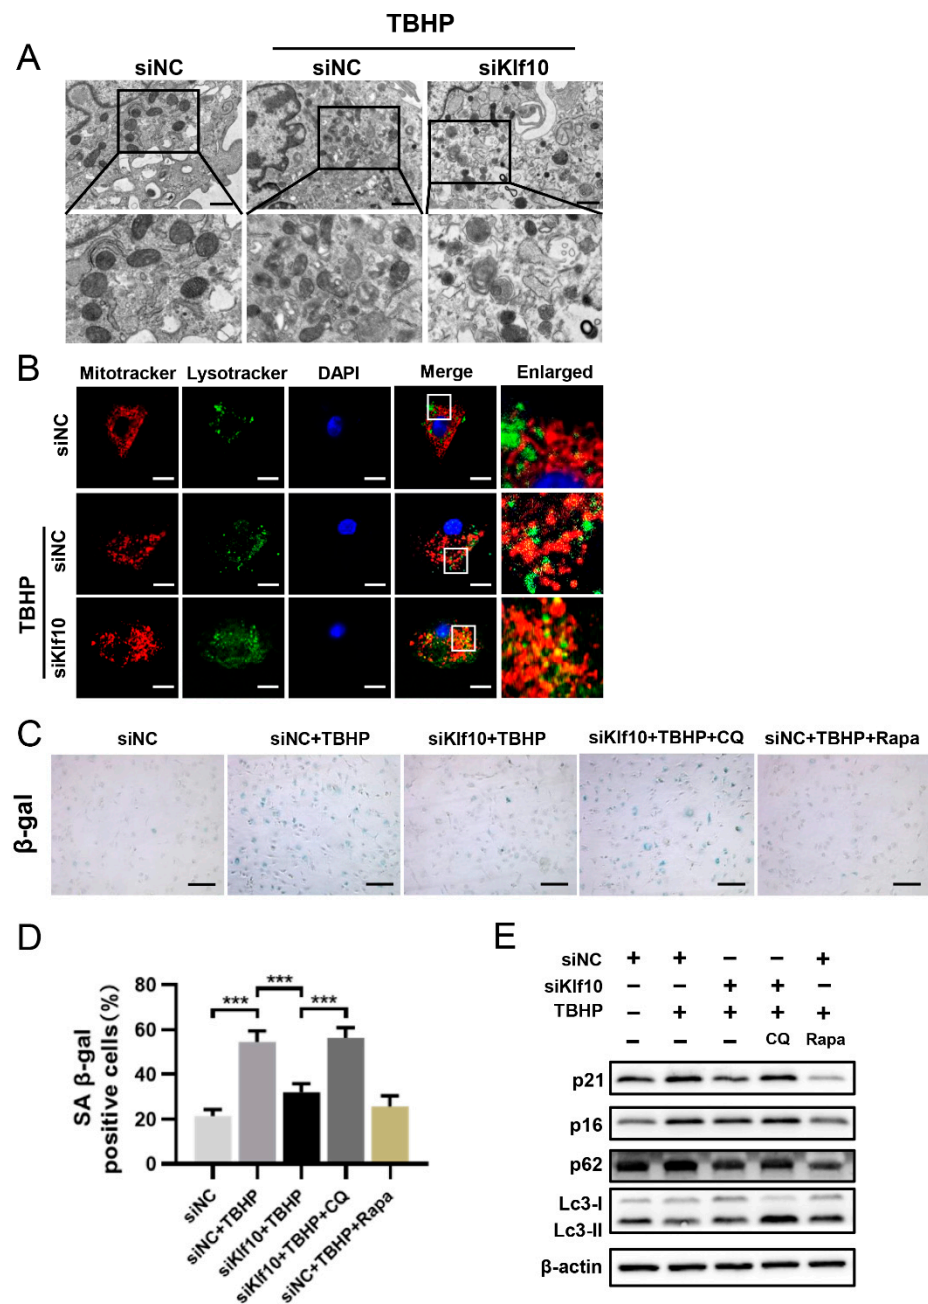 TBHP
A
siNC siNC siKlf10
B
Mitotracker Lysotracker DAPI Merge Enlarged
siNC
TBHP
siNC
siKlf10
C
siNC siNC+TBHP siKlf10+TBHP siKlf10+TBHP+CQ siNC+TBHP+Rapa
β-gal
D
SA β-gal
positive cells(%)
80
60
40
20
0
*** *** ***
siNC siNC+TBHP siKlf10+TBHP siKlf10+TBHP+CQ siNC+TBHP+Rapa
E
siNC + + − − +
siKlf10 − − + + −
TBHP − + + + +
− − − CQ Rapa
p21
p16
p62
Lc3-I
Lc3-II
β-actin